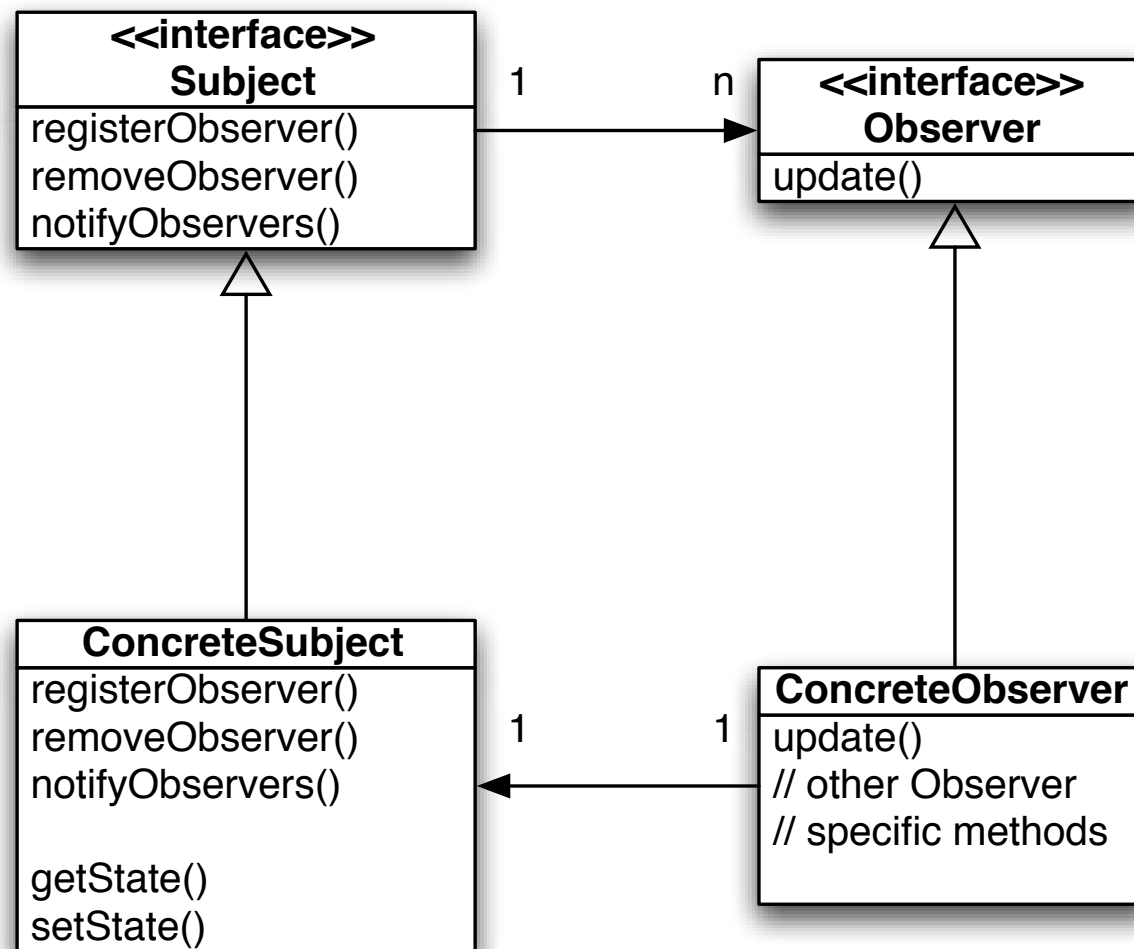 <<interface>>
Subject
registerObserver()
removeObserver()
notifyObservers()
1
n
<<interface>>
Observer
update()
ConcreteSubject
registerObserver()
removeObserver()
notifyObservers()
getState()
setState()
1
1
ConcreteObserver
update()
// other Observer
// specific methods